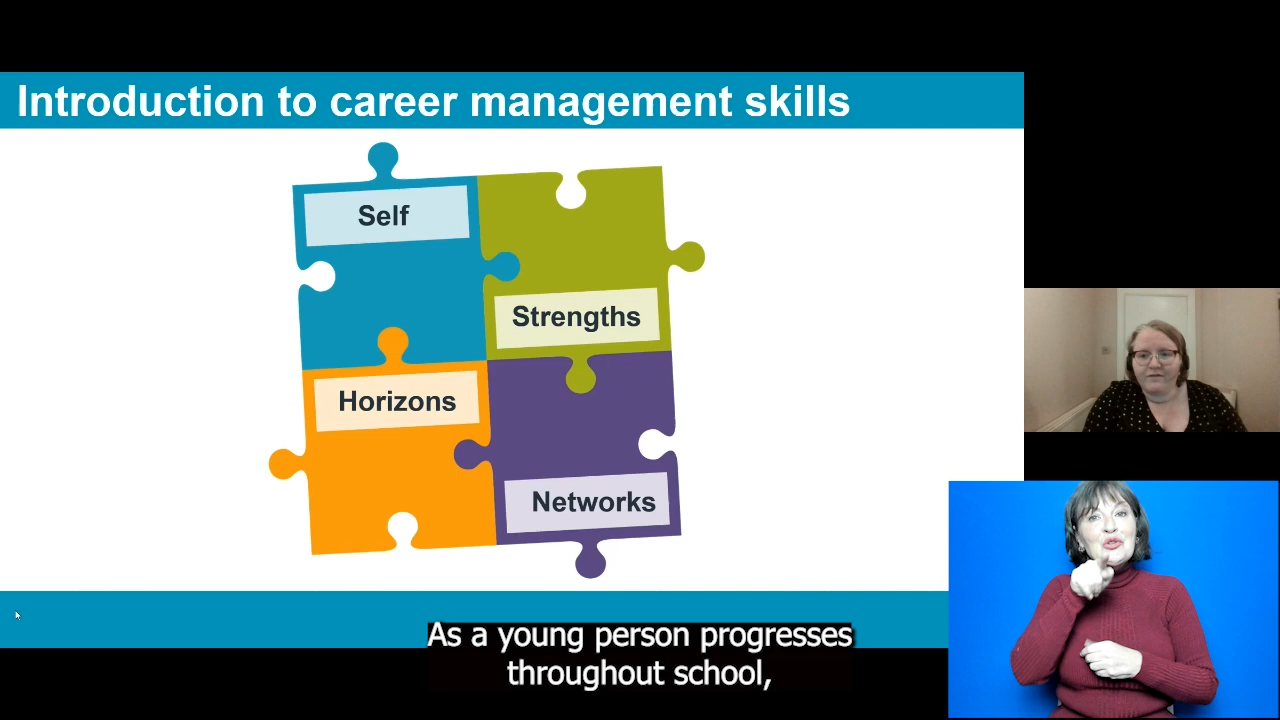 Introduction to career management skills
Self
Strengths
Horizons
Networks
As a young person progresses
throughout school,